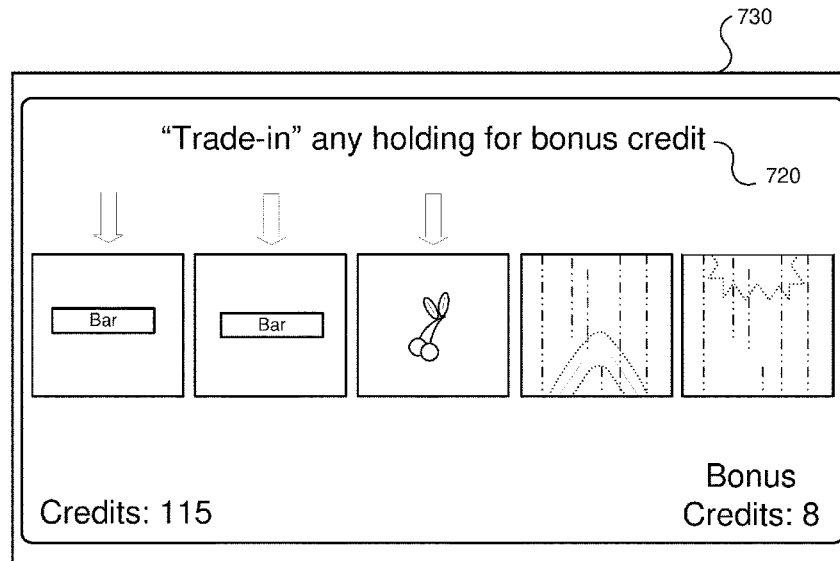 730
“Trade-in” any holding for bonus credit
720
Bar
Bar
Bonus
Credits: 115
Credits: 8